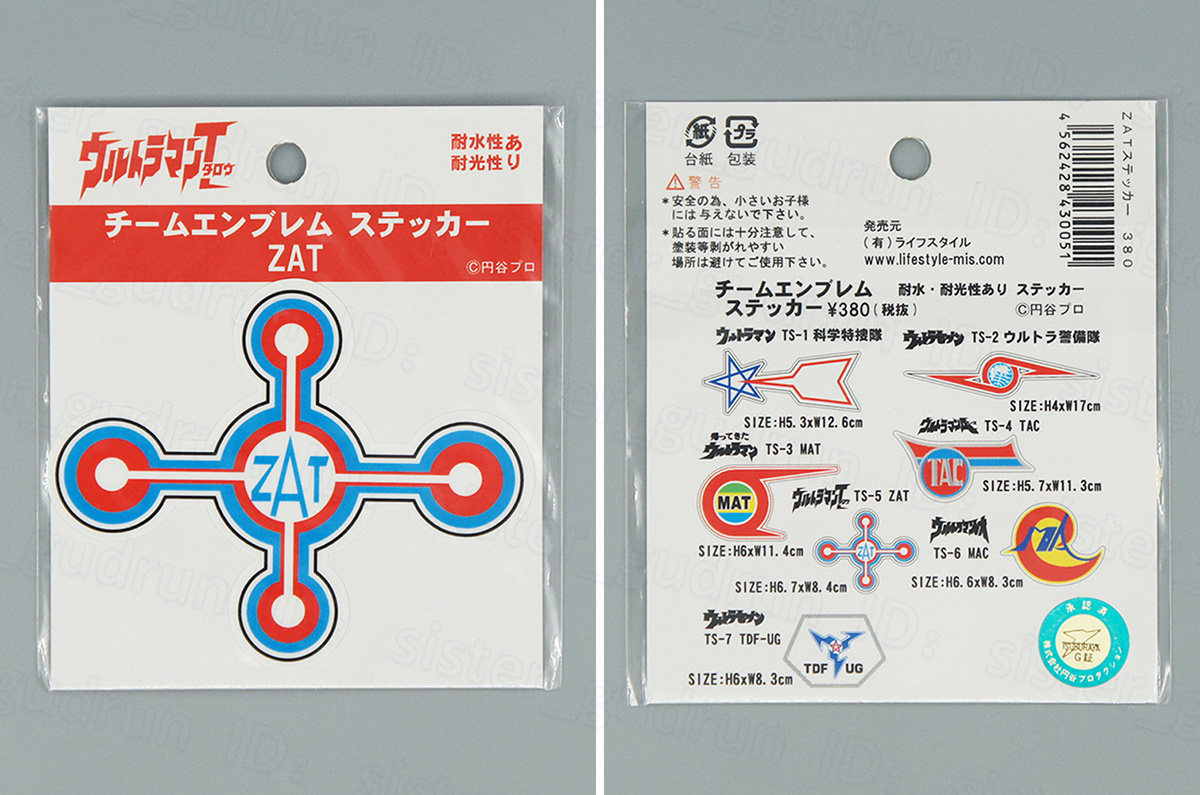 ウルトラマンT
タロウ
耐水性あ
耐光性り
チームエンブレム ステッカー
ZAT
©円谷プロ
ZAT
紙
プラ
台紙 包装
警告
*安全の為、小さいお子様
には与えないで下さい。
*貼る面には十分注意して、
塗装等剥がれやすい
場所は避けてご使用下さい。
発売元
(有)ライフスタイル
www.lifestyle-mis.com
ZATステッカー 380
4562428430051
チームエンブレム 耐水・耐光性あり ステッカー
ステッカー¥380(税抜) ©円谷プロ
ウルトラマン TS-1 科学特捜隊
SIZE:H5.3xW12.6cm
ウルトラセブン TS-2 ウルトラ警備隊
SIZE:H4xW17cm
帰ってきた
ウルトラマン TS-3 MAT
MAT
SIZE:H6xW11.4cm
ウルトラマンA TS-4 TAC
TAC
SIZE:H5.7xW11.3cm
ウルトラマンT TS-5 ZAT
ZAT
SIZE:H6.7xW8.4cm
ウルトラマンレオ
TS-6 MAC
MAC
SIZE:H6.6xW8.3cm
ウルトラセブン
TS-7 TDF-UG
TDF UG
SIZE:H6xW8.3cm
承認済
TSUBURAYA
G 証
株式会社円谷プロダクション
sister_gudrun ID: